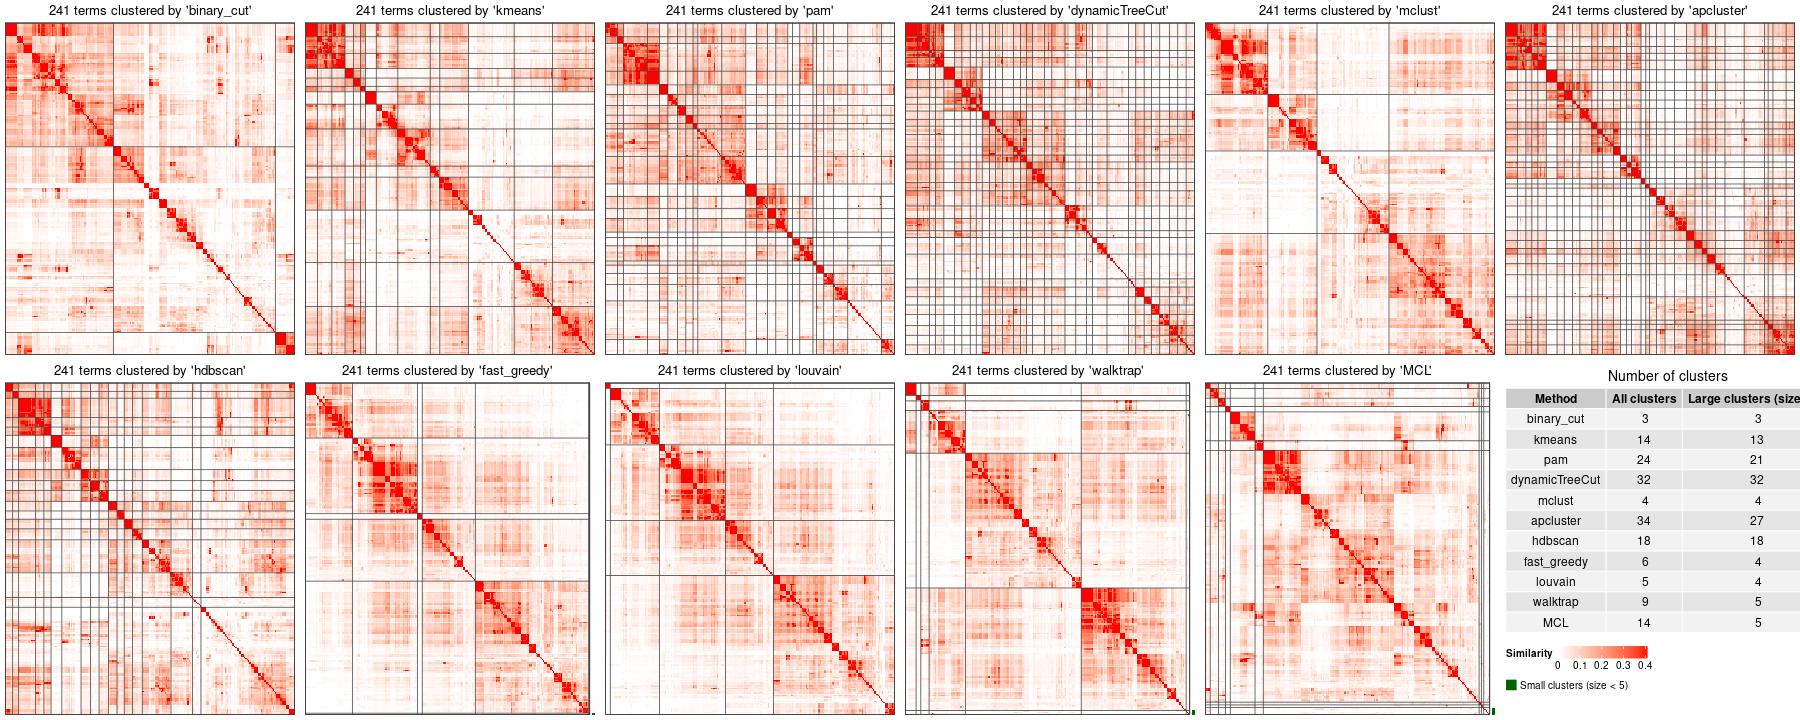 241 terms clustered by 'binary_cut'
241 terms clustered by 'kmeans'
241 terms clustered by 'pam'
241 terms clustered by 'dynamicTreeCut'
241 terms clustered by 'mclust'
241 terms clustered by 'apcluster'
241 terms clustered by 'hdbscan'
241 terms clustered by 'fast_greedy'
241 terms clustered by 'louvain'
241 terms clustered by 'walktrap'
241 terms clustered by 'MCL'
Number of clusters
Method All clusters Large clusters (size
binary_cut 3 3
kmeans 14 13
pam 24 21
dynamicTreeCut 32 32
mclust 4 4
apcluster 34 27
hdbscan 18 18
fast_greedy 6 4
louvain 5 4
walktrap 9 5
MCL 14 5
Similarity
0 0.1 0.2 0.3 0.4
Small clusters (size < 5)